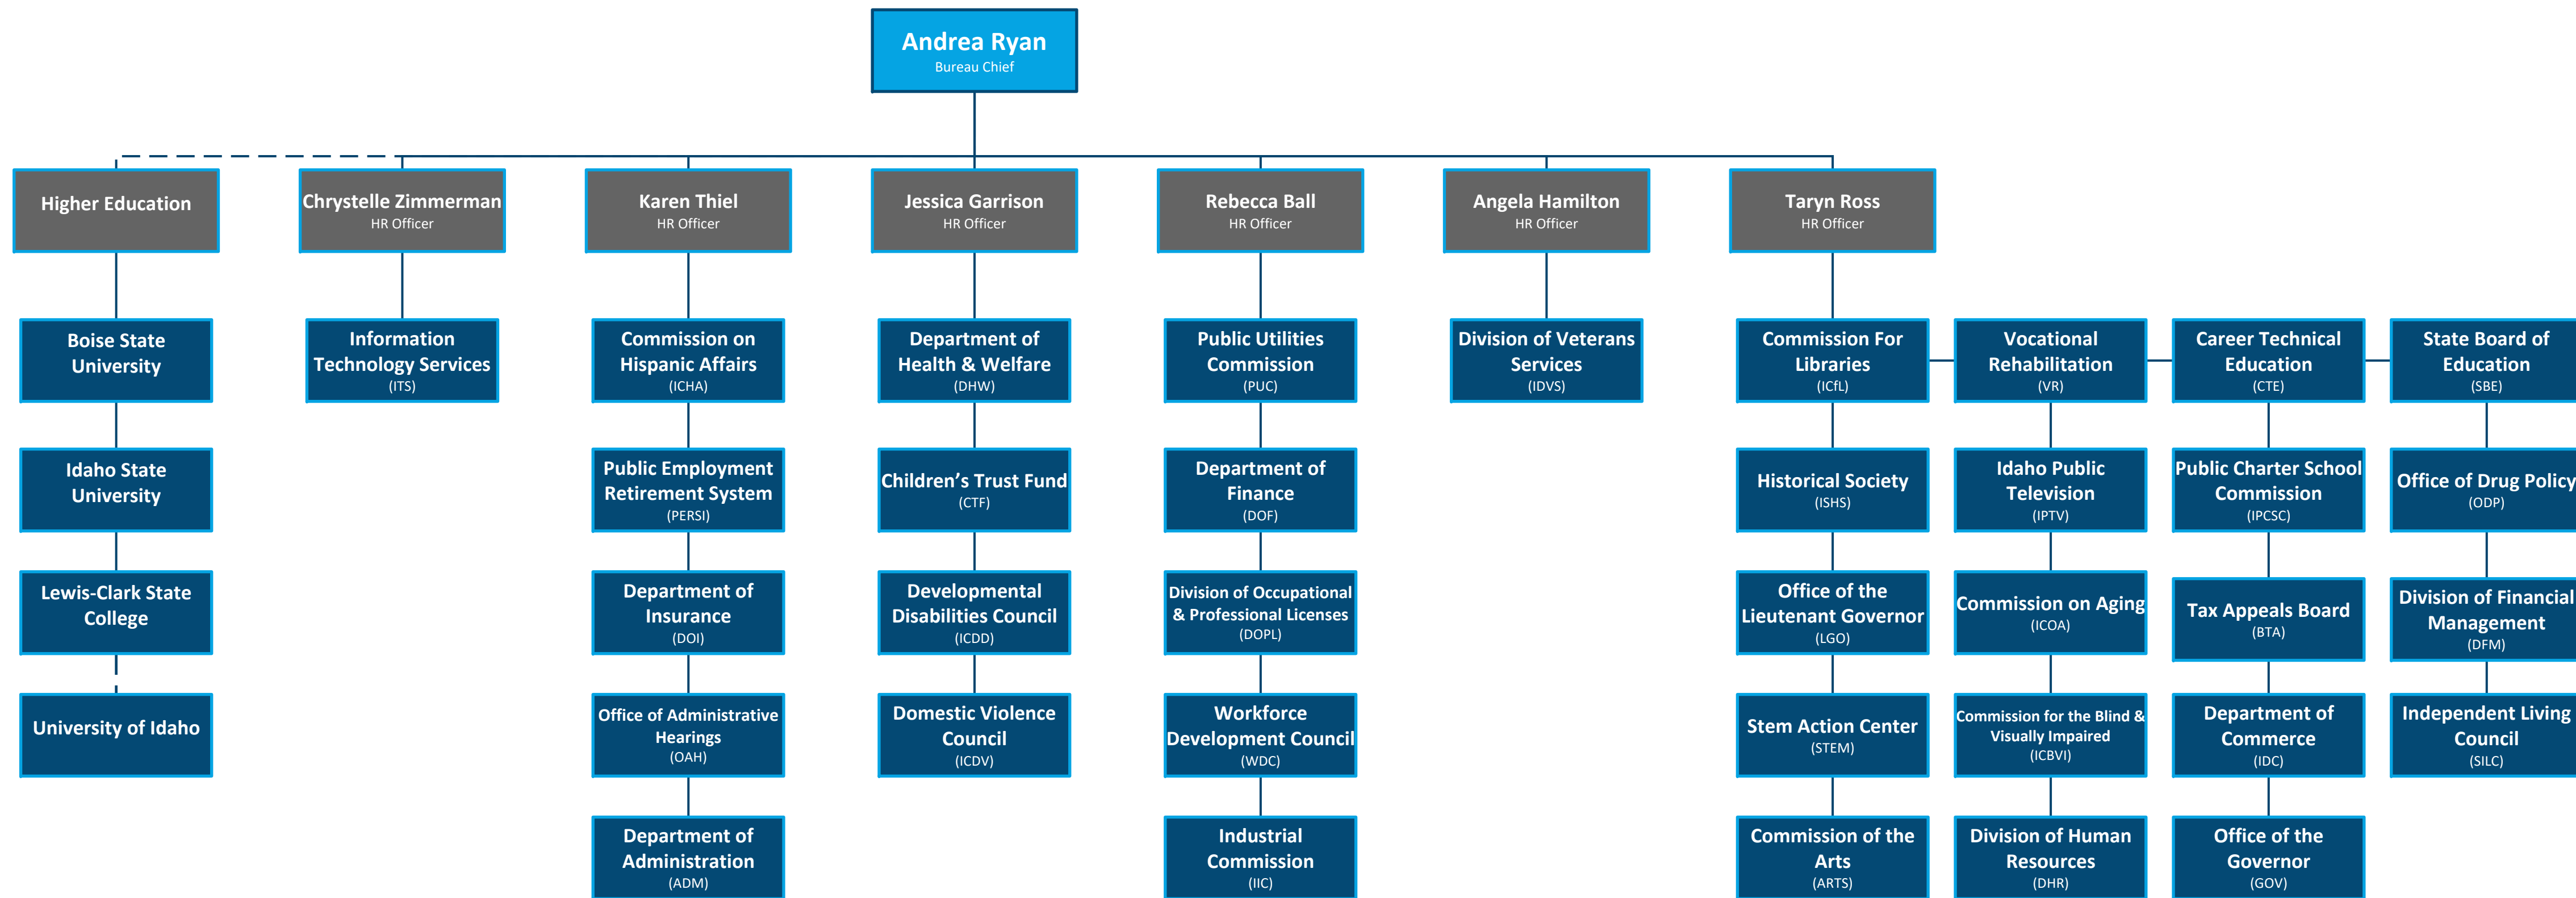 Andrea Ryan
Bureau Chief
Higher Education
Chrystelle Zimmerman
HR Officer
Karen Thiel
HR Officer
Jessica Garrison
HR Officer
Rebecca Ball
HR Officer
Angela Hamilton
HR Officer
Taryn Ross
HR Officer
Boise State
University
Information
Technology Services
(ITS)
Commission on
Hispanic Affairs
(ICHA)
Department of
Health & Welfare
(DHW)
Public Utilities
Commission
(PUC)
Division of Veterans
Services
(IDVS)
Commission For
Libraries
(ICfL)
Vocational
Rehabilitation
(VR)
Career Technical
Education
(CTE)
State Board of
Education
(SBE)
Idaho State
University
Public Employment
Retirement System
(PERSI)
Children’s Trust Fund
(CTF)
Department of
Finance
(DOF)
Historical Society
(ISHS)
Idaho Public
Television
(IPTV)
Public Charter School
Commission
(IPCSC)
Office of Drug Policy
(ODP)
Lewis-Clark State
College
Department of
Insurance
(DOI)
Developmental
Disabilities Council
(ICDD)
Division of Occupational
& Professional Licenses
(DOPL)
Office of the
Lieutenant Governor
(LGO)
Commission on Aging
(ICOA)
Tax Appeals Board
(BTA)
Division of Financial
Management
(DFM)
University of Idaho
Office of Administrative
Hearings
(OAH)
Domestic Violence
Council
(ICDV)
Workforce
Development Council
(WDC)
Stem Action Center
(STEM)
Commission for the Blind &
Visually Impaired
(ICBVI)
Department of
Commerce
(IDC)
Independent Living
Council
(SILC)
Department of
Administration
(ADM)
Industrial
Commission
(IIC)
Commission of the
Arts
(ARTS)
Division of Human
Resources
(DHR)
Office of the
Governor
(GOV)